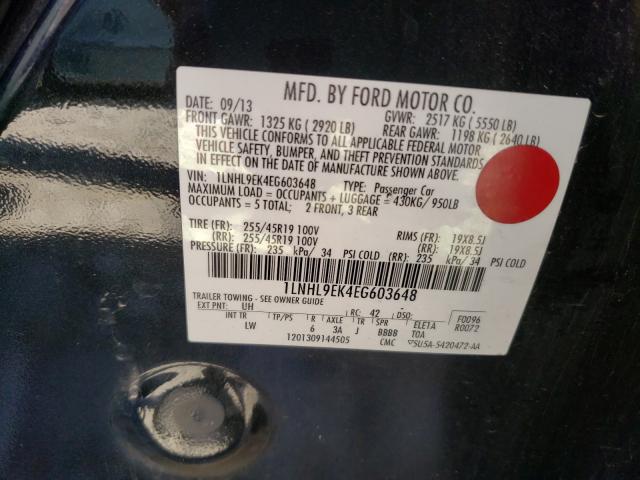 MFD. BY FORD MOTOR CO.
DATE: 09/13 GVWR: 2517 KG ( 5550 LB)
FRONT GAWR: 1325 KG ( 2920 LB) REAR GAWR: 1198 KG ( 2640 LB)
THIS VEHICLE CONFORMS TO ALL APPLICABLE FEDERAL MOTOR
VEHICLE SAFETY, BUMPER, AND THEFT PREVENTION STANDARDS
IN EFFECT ON THE DATE OF MANUFACTURE SHOWN ABOVE.
VIN: 1LNHL9EK4EG603648 TYPE: Passenger Car
MAXIMUM LOAD = OCCUPANTS + LUGGAGE = 430KG/ 950LB
OCCUPANTS = 5 TOTAL; 2 FRONT, 3 REAR
TIRE (FR): 255/45R19 100V RIMS (FR): 19X8.5J
(RR): 255/45R19 100V (RR): 19X8.5J
PRESSURE (FR): 235 kPa/ 34 PSI COLD (RR): 235 kPa/ 34 PSI COLD
1LNHL9EK4EG603648
TRAILER TOWING - SEE OWNER GUIDE
EXT PNT: UH RC: 42 DSO: F0096
R0072
INT TR TP/PS R AXLE TR SPR ELE1A
LW 6 3A J BBBB T0A
1201309144505 CMC 5U5A-5420472-AA